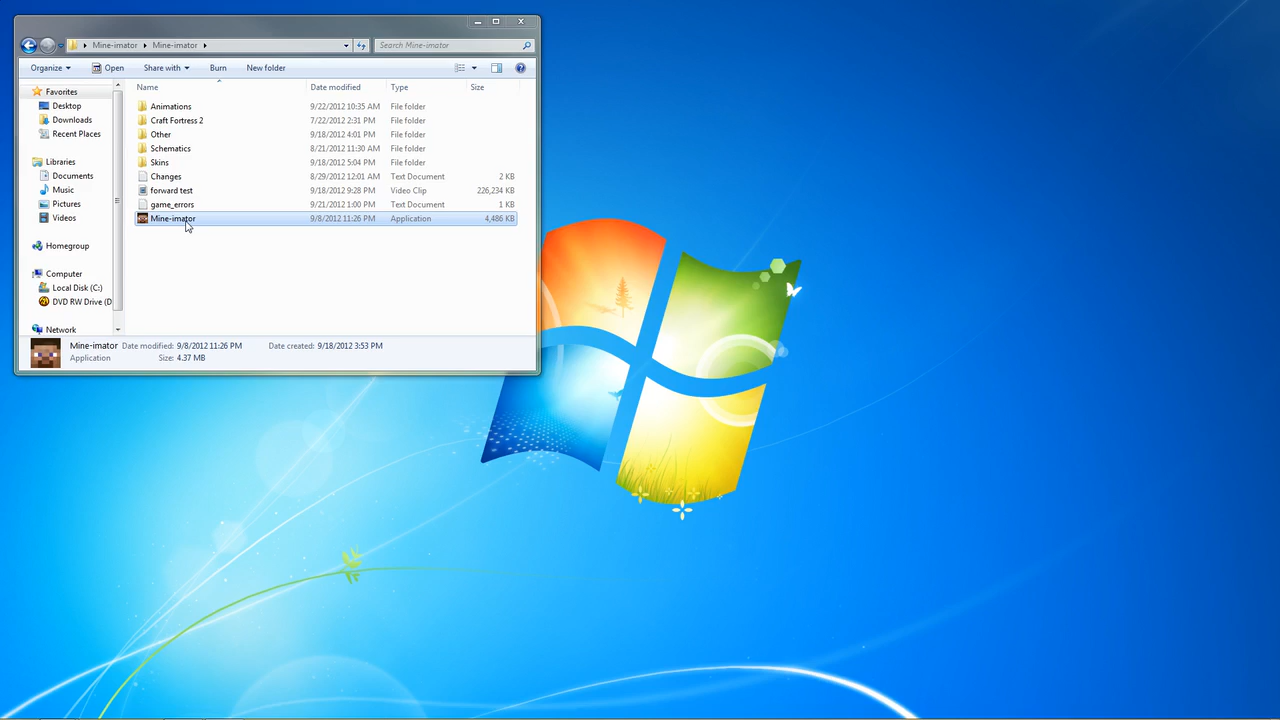 Mine-imator Mine-imator Search Mine-imator
Organize Open Share with Burn New folder
Name Date modified Type Size
Favorites
Desktop
Downloads
Recent Places
Libraries
Documents
Music
Pictures
Videos
Homegroup
Computer
Local Disk (C:)
DVD RW Drive (D
Network
Animations 9/22/2012 10:35 AM File folder
Craft Fortress 2 7/22/2012 2:31 PM File folder
Other 9/18/2012 4:01 PM File folder
Schematics 8/21/2012 11:30 AM File folder
Skins 9/18/2012 5:04 PM File folder
Changes 8/29/2012 12:01 AM Text Document 2 KB
forward test 9/18/2012 9:28 PM Video Clip 226,234 KB
game_errors 9/21/2012 1:00 PM Text Document 1 KB
Mine-imator 9/8/2012 11:26 PM Application 4,486 KB
Mine-imator Date modified: 9/8/2012 11:26 PM Date created: 9/18/2012 3:53 PM
Application Size: 4.37 MB